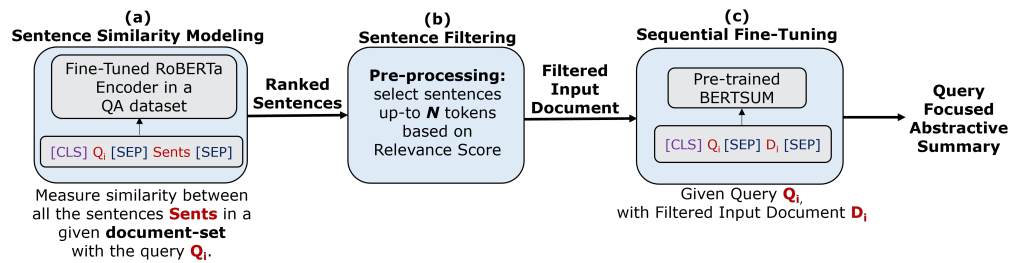 (a)
Sentence Similarity Modeling
Fine-Tuned RoBERTa
Encoder in a
QA dataset
[CLS] Qi [SEP] Sents [SEP]
Measure similarity between
all the sentences Sents in a
given document-set
with the query Qi.
Ranked
Sentences
(b)
Sentence Filtering
Pre-processing:
select sentences
up-to N tokens
based on
Relevance Score
Filtered
Input
Document
(c)
Sequential Fine-Tuning
Pre-trained
BERTSUM
[CLS] Qi [SEP] Di [SEP]
Given Query Qi,
with Filtered Input Document Di
Query
Focused
Abstractive
Summary